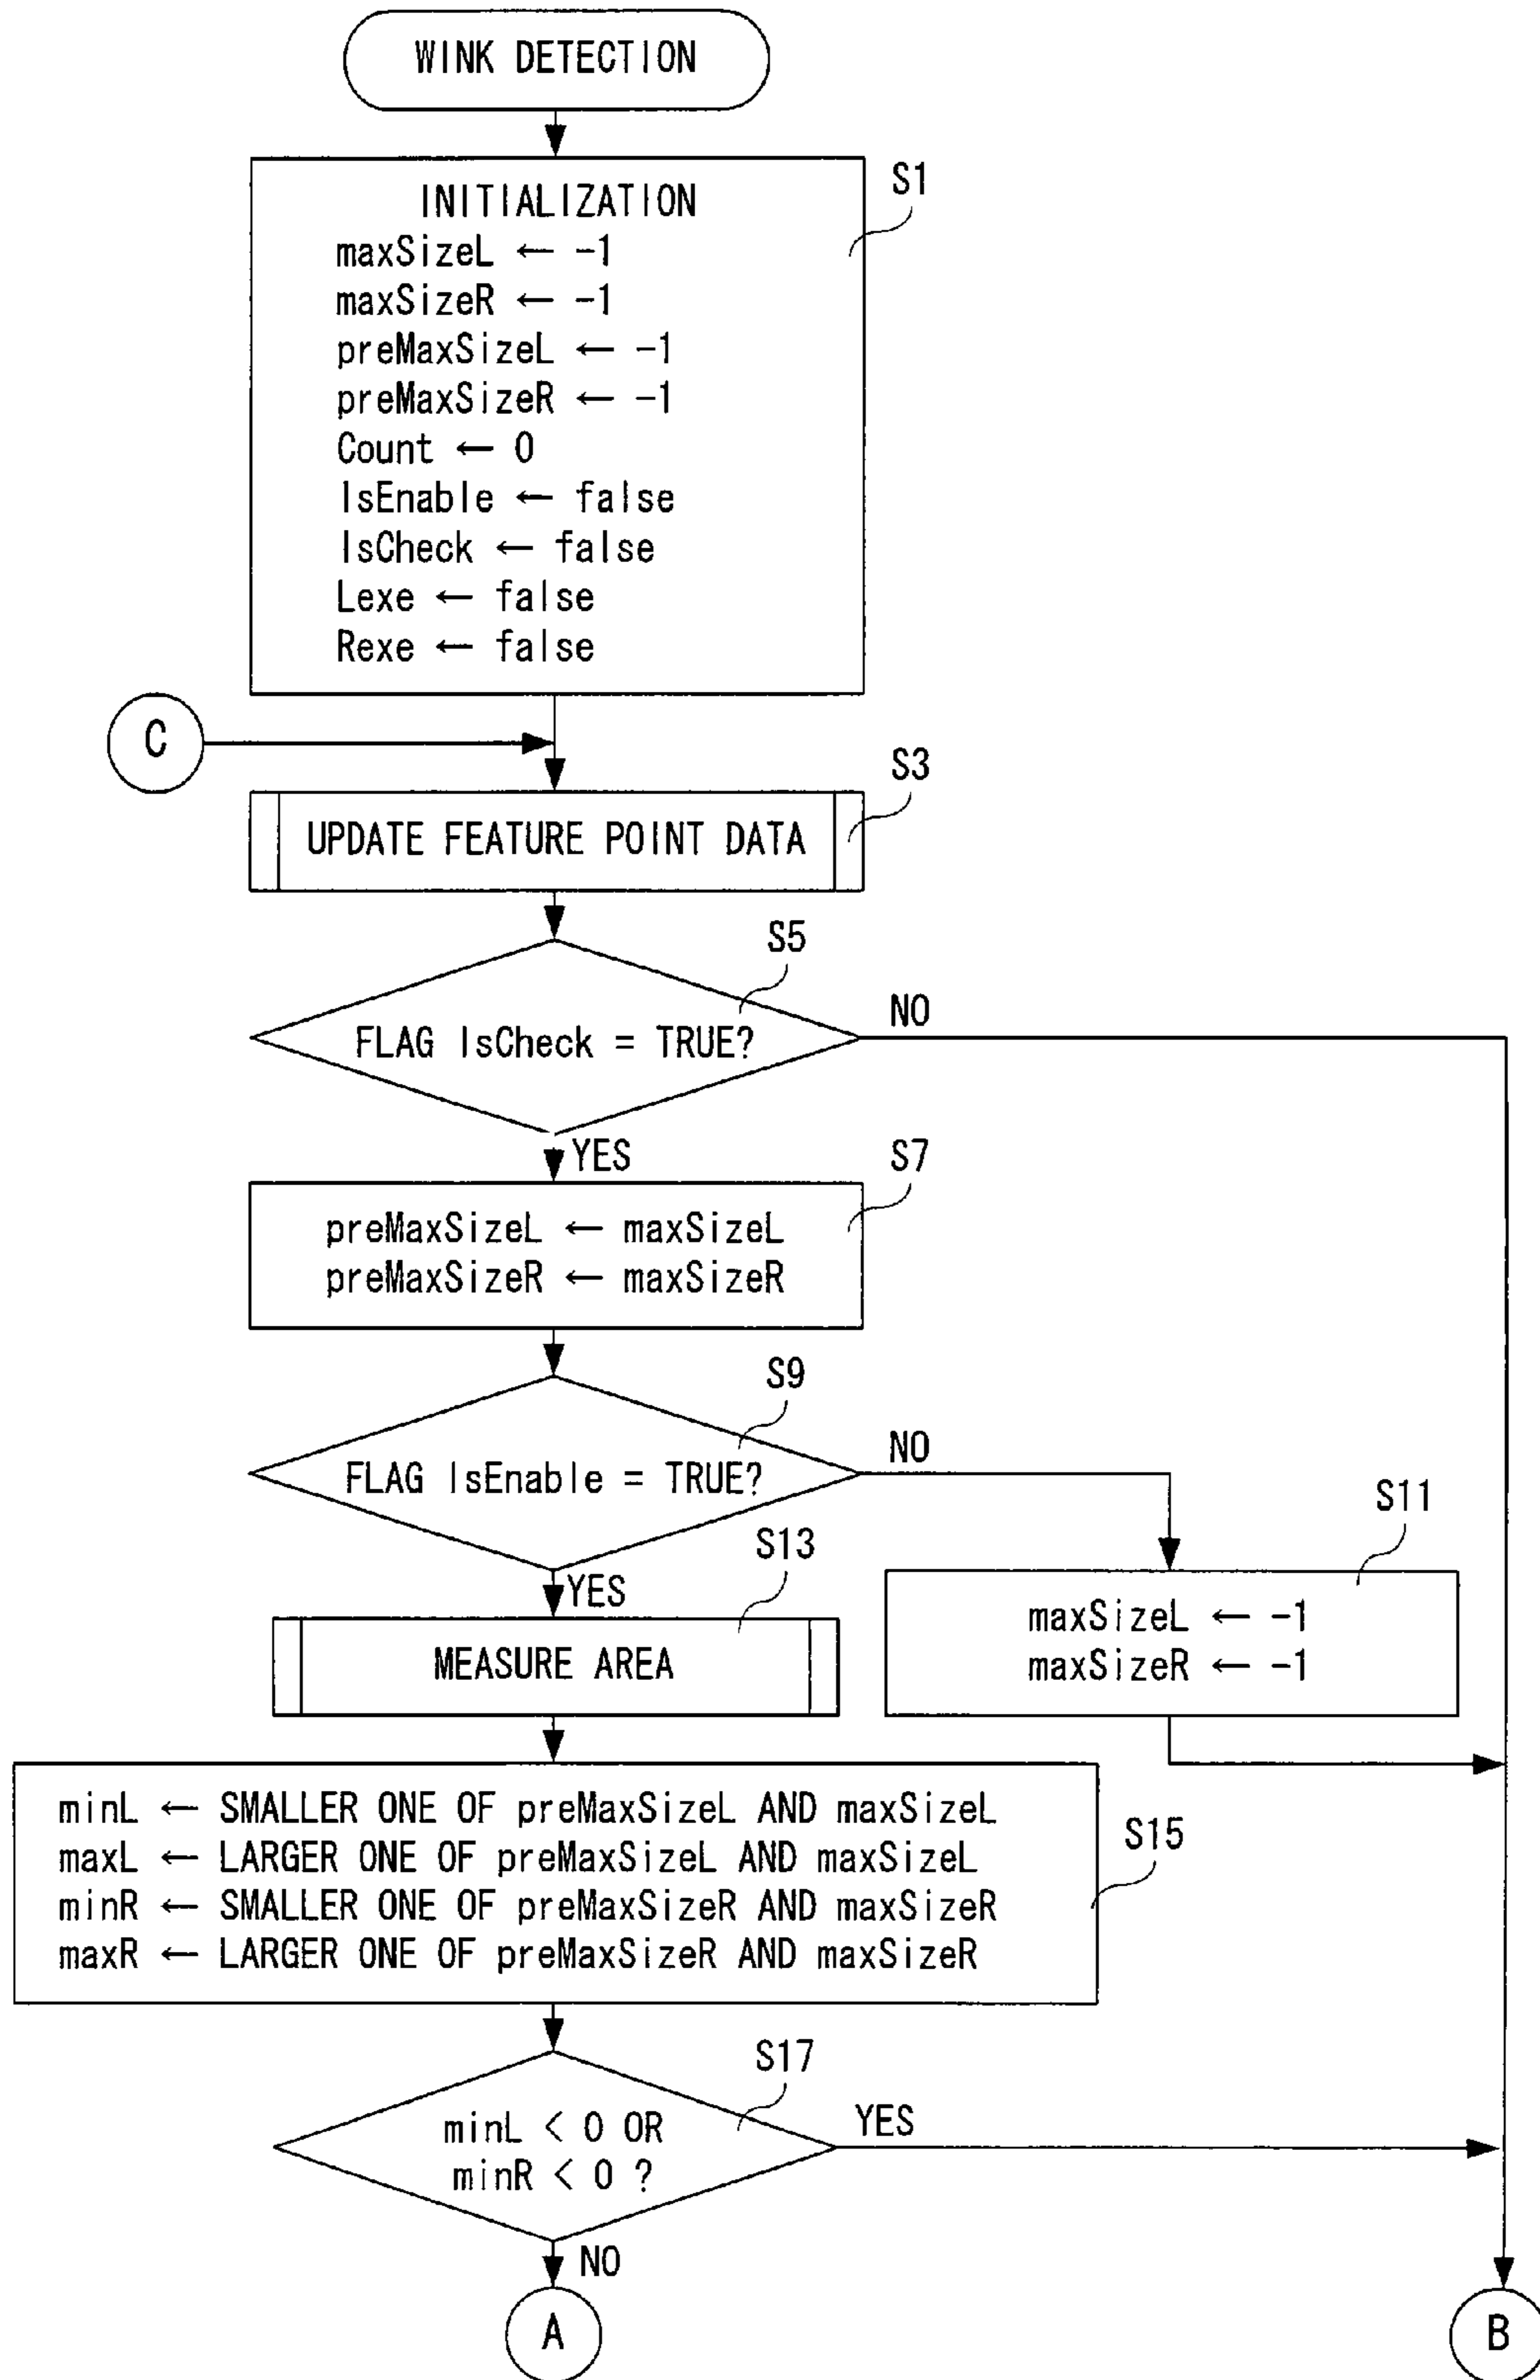 WINK DETECTION
S1
INITIALIZATION
maxSizeL ← -1
maxSizeR ← -1
preMaxSizeL ← -1
preMaxSizeR ← -1
Count ← 0
IsEnable ← false
IsCheck ← false
Lexe ← false
Rexe ← false
C
S3
UPDATE FEATURE POINT DATA
S5
FLAG IsCheck = TRUE?
NO
YES
S7
preMaxSizeL ← maxSizeL
preMaxSizeR ← maxSizeR
S9
FLAG IsEnable = TRUE?
NO
YES
S11
maxSizeL ← -1
maxSizeR ← -1
S13
MEASURE AREA
S15
minL ← SMALLER ONE OF preMaxSizeL AND maxSizeL
maxL ← LARGER ONE OF preMaxSizeL AND maxSizeL
minR ← SMALLER ONE OF preMaxSizeR AND maxSizeR
maxR ← LARGER ONE OF preMaxSizeR AND maxSizeR
S17
minL < 0 OR
minR < 0 ?
YES
NO
A
B